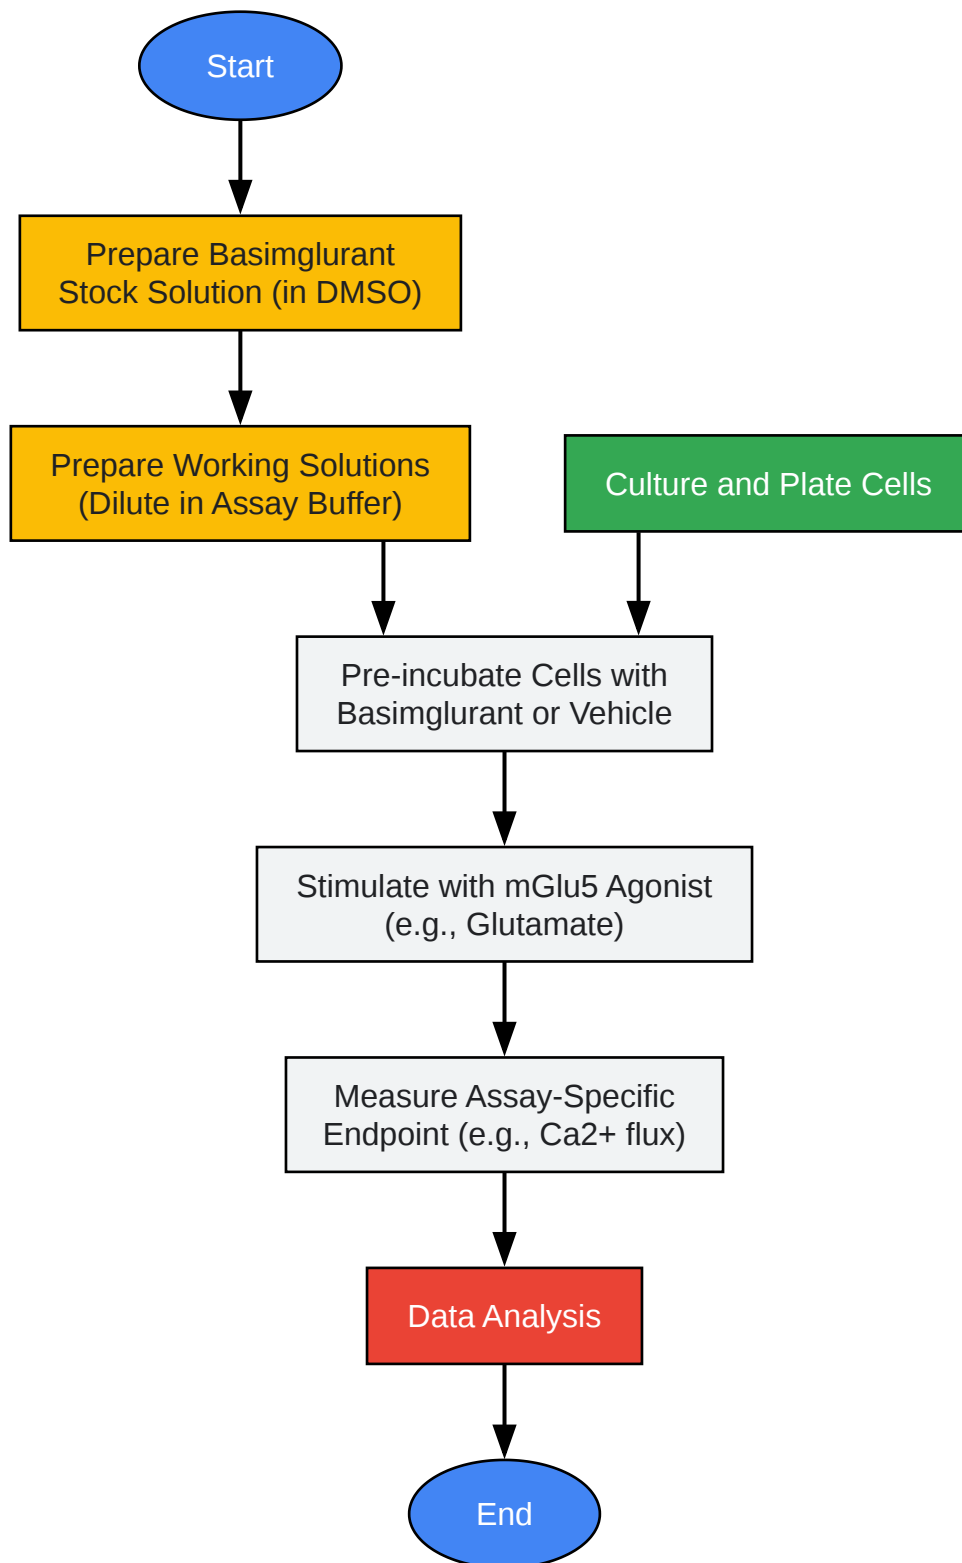 Start
Prepare Basimglurant
Stock Solution (in DMSO)
Prepare Working Solutions
(Dilute in Assay Buffer)
Culture and Plate Cells
Pre-incubate Cells with
Basimglurant or Vehicle
Stimulate with mGlu5 Agonist
(e.g., Glutamate)
Measure Assay-Specific
Endpoint (e.g., Ca2+ flux)
Data Analysis
End